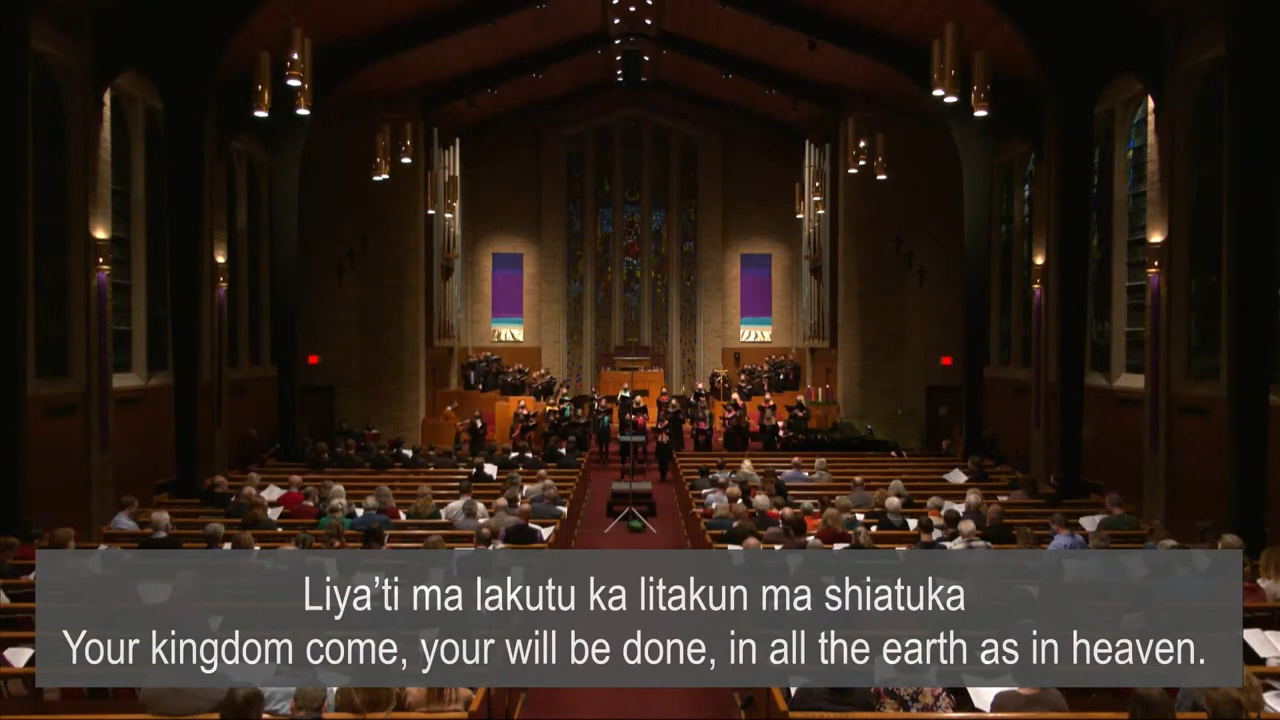 Liya’ti ma lakutu ka litakun ma shiatuka
Your kingdom come, your will be done, in all the earth as in heaven.